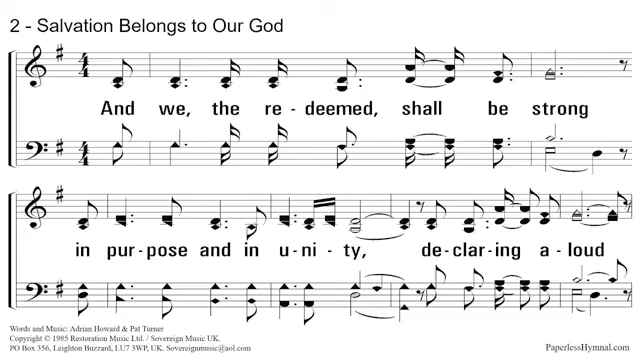 2 - Salvation Belongs to Our God
And we, the re-deemed, shall be strong
in pur-pose and in u-ni-ty, de-clar-ing a-loud
Words and Music: Adrian Howard & Pat Turner
Copyright © 1985 Restoration Music Ltd. / Sovereign Music UK.
PO Box 356, Leighton Buzzard, LU7 3WP, UK. Sovereignmusic@aol.com
PaperlessHymnal.com